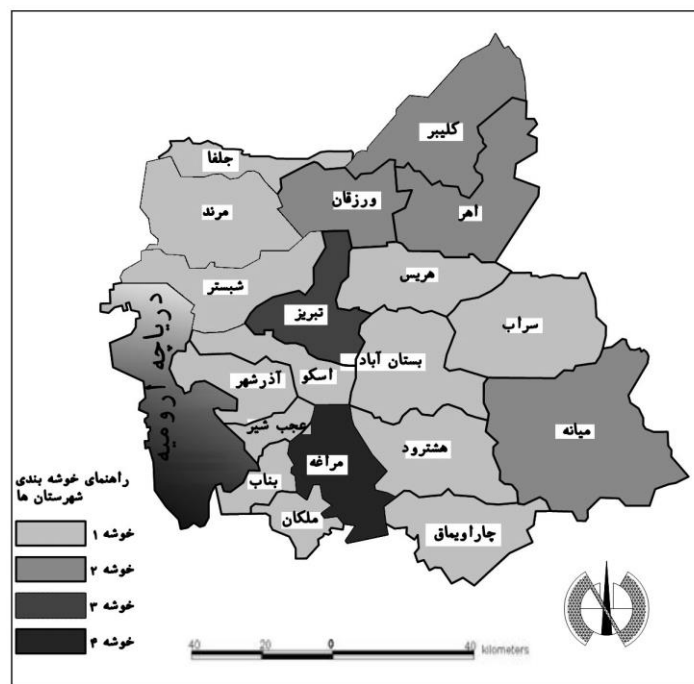 کلیبر
جلفا
ورزقان
اهر
مرند
هریس
شبستر
تبریز
سراب
دریاچه ارومیه
بستان آباد
اسکو
آذرشهر
عجب شیر
هشترود
میانه
مراغه
بناب
ملکان
چاراویماق
راهنمای خوشه بندی
شهرستان ها
خوشه ۱
خوشه ۲
خوشه ۳
خوشه ۴
40 20 0 40 kilometers